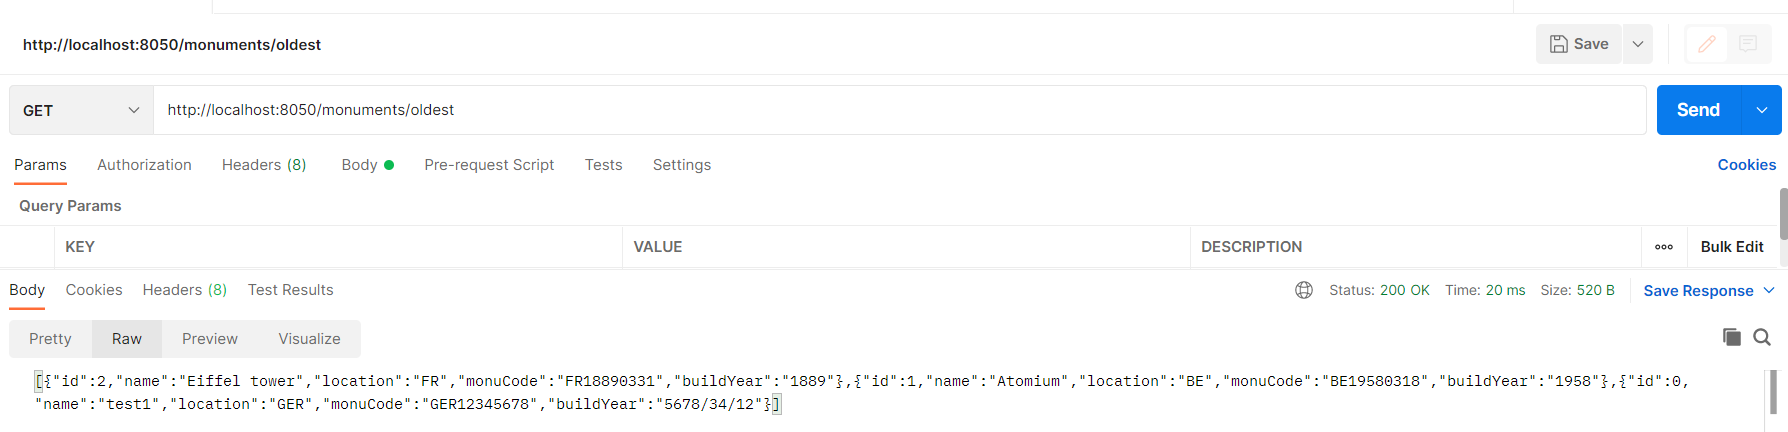 http://localhost:8050/monuments/oldest
Save
GET
http://localhost:8050/monuments/oldest
Send
Params Authorization Headers (8) Body Pre-request Script Tests Settings Cookies
Query Params
KEY VALUE DESCRIPTION ooo Bulk Edit
Body Cookies Headers (8) Test Results Status: 200 OK Time: 20 ms Size: 520 B Save Response
Pretty Raw Preview Visualize
[{"id":2,"name":"Eiffel tower","location":"FR","monuCode":"FR18890331","buildYear":"1889"},{"id":1,"name":"Atomium","location":"BE","monuCode":"BE19580318","buildYear":"1958"},{"id":0,
"name":"test1","location":"GER","monuCode":"GER12345678","buildYear":"5678/34/12"}]